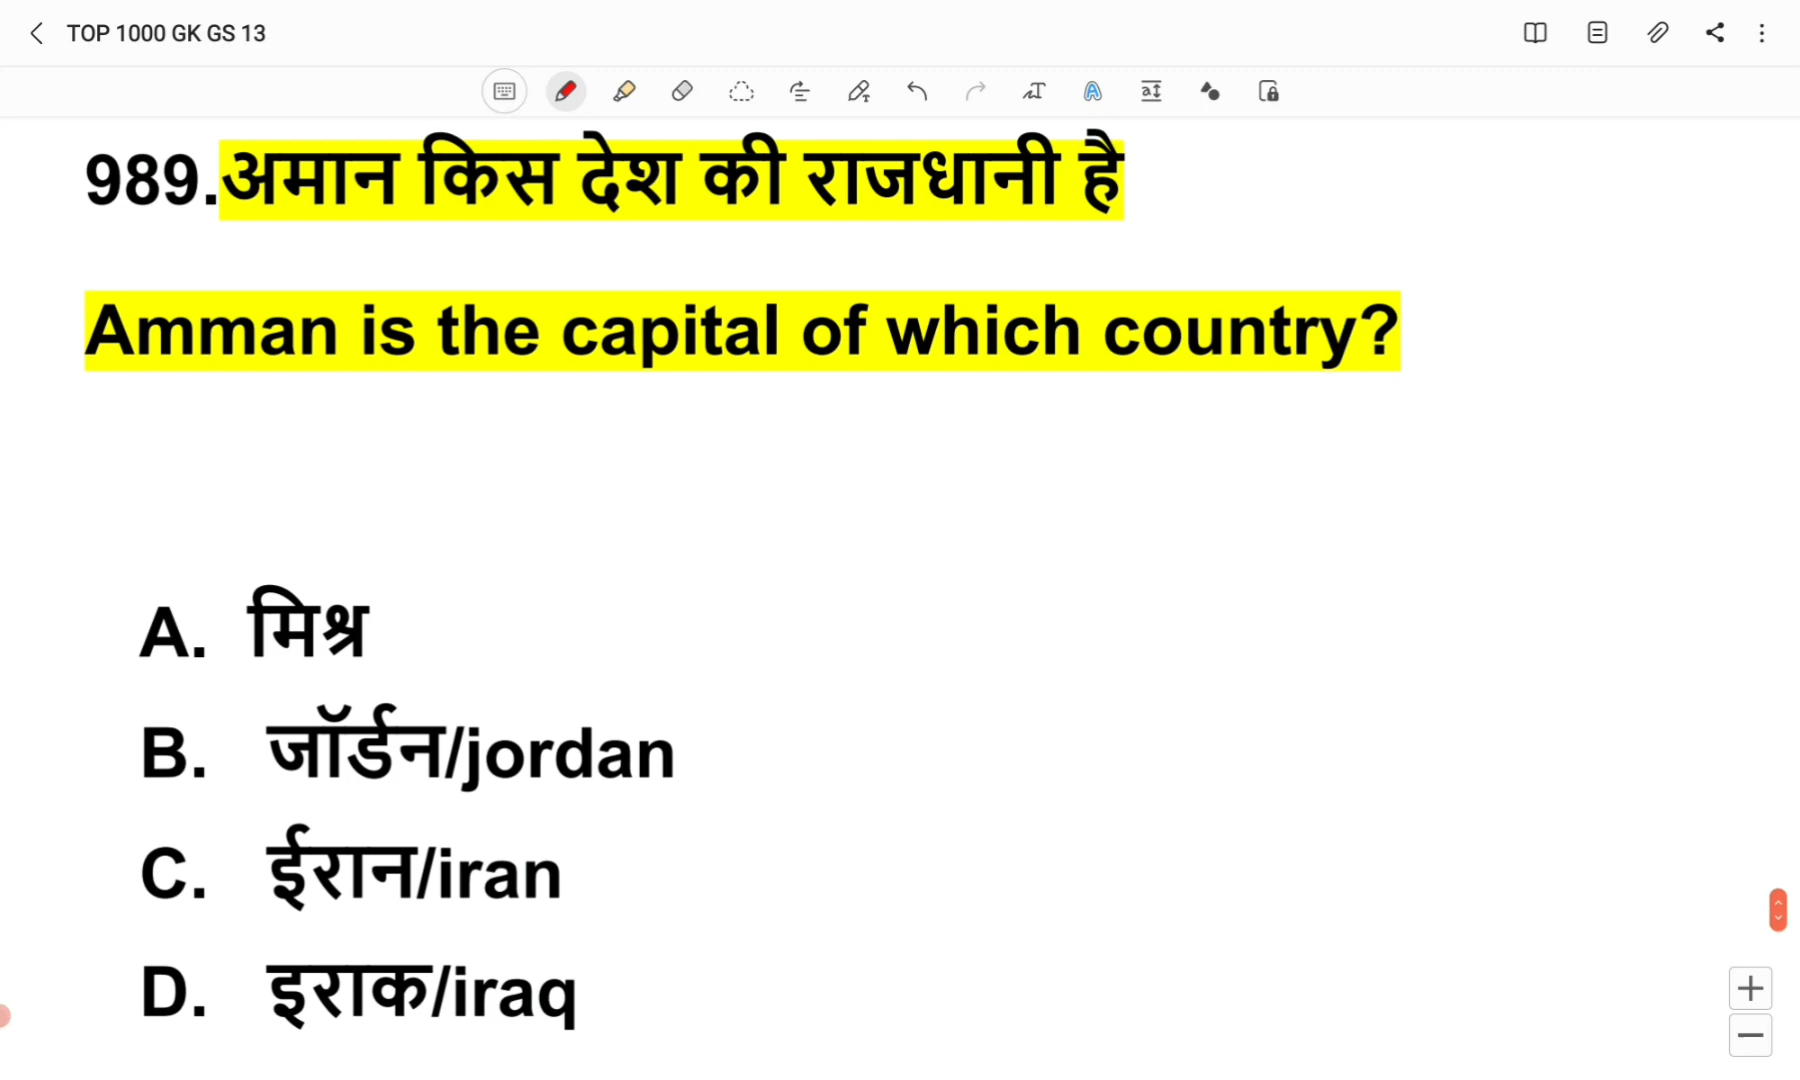 TOP 1000 GK GS 13
989.अमान किस देश की राजधानी है
Amman is the capital of which country?
A. मिश्र
B. जॉर्डन/jordan
C. ईरान/iran
D. इराक/iraq